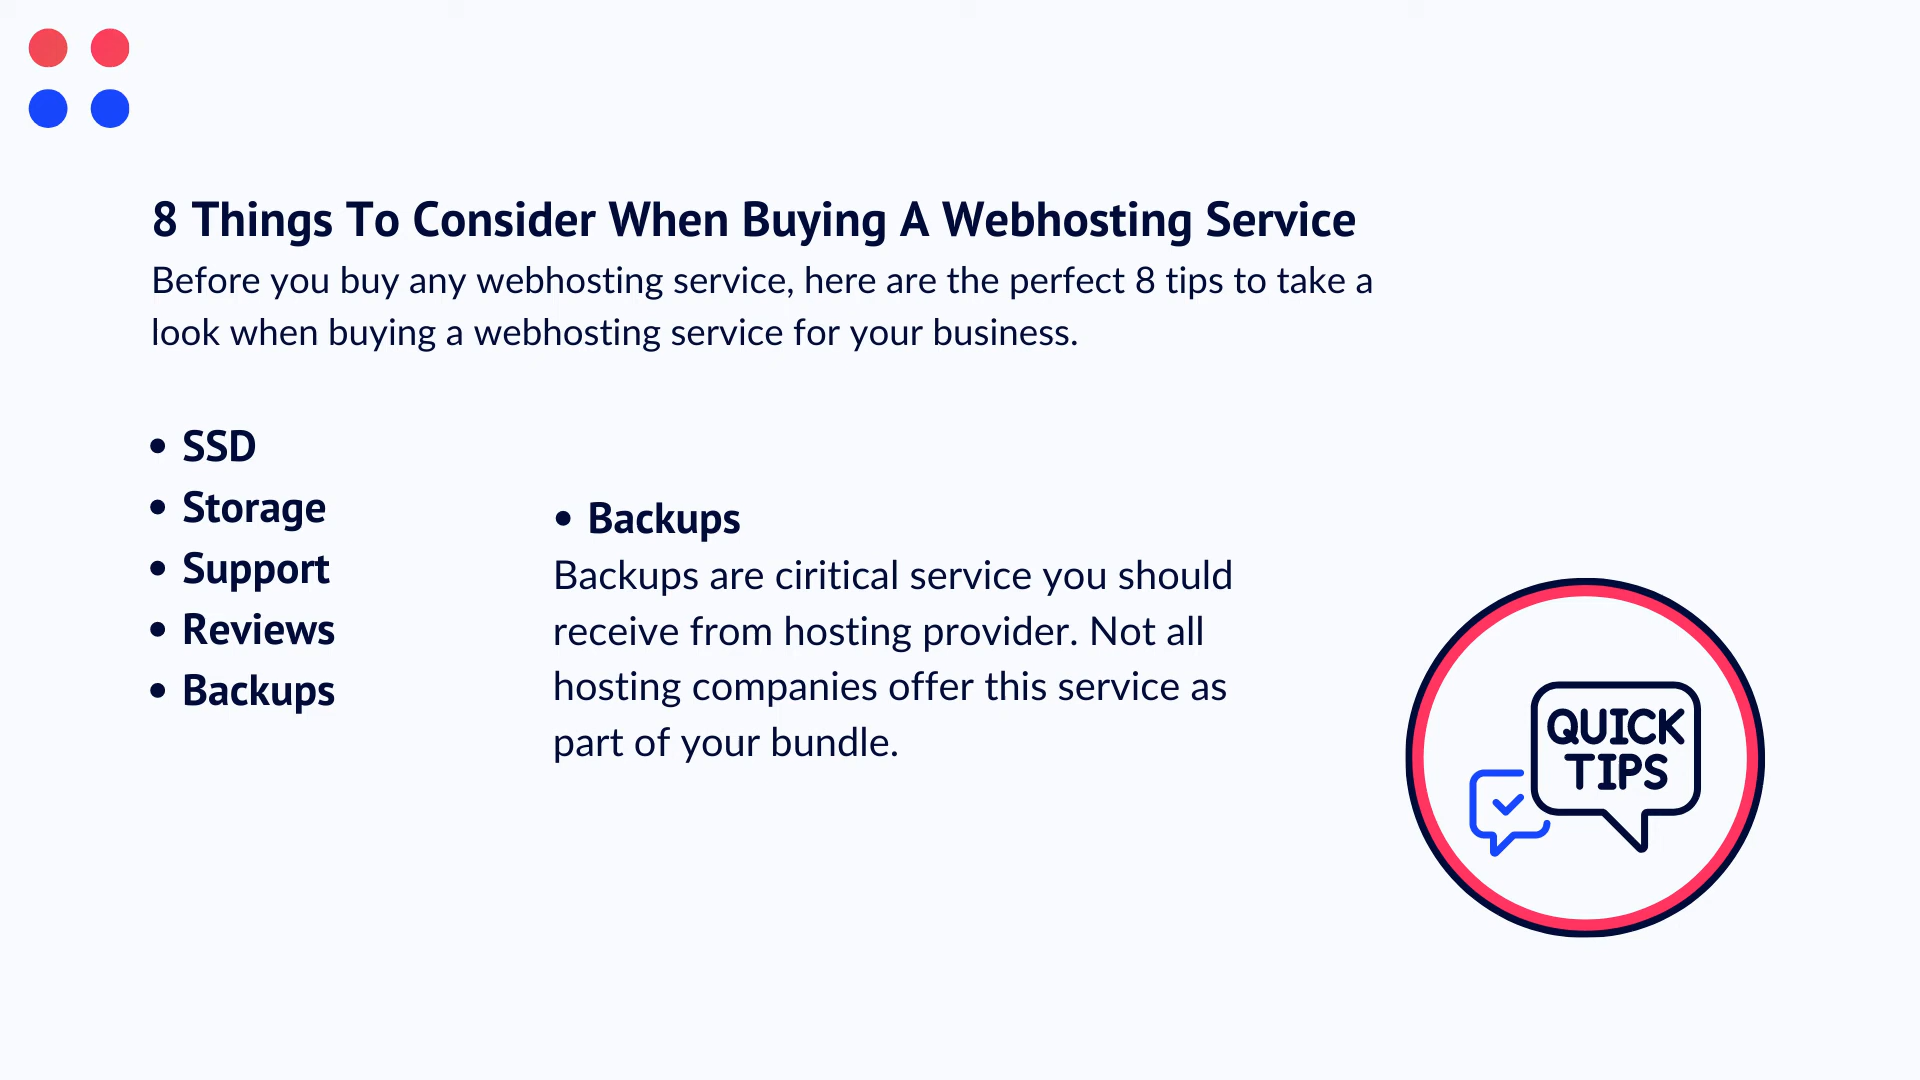 8 Things To Consider When Buying A Webhosting Service
Before you buy any webhosting service, here are the perfect 8 tips to take a
look when buying a webhosting service for your business.
• SSD
• Storage
• Support
• Reviews
• Backups
• Backups
Backups are ciritical service you should
receive from hosting provider. Not all
hosting companies offer this service as
part of your bundle.
QUICK
TIPS